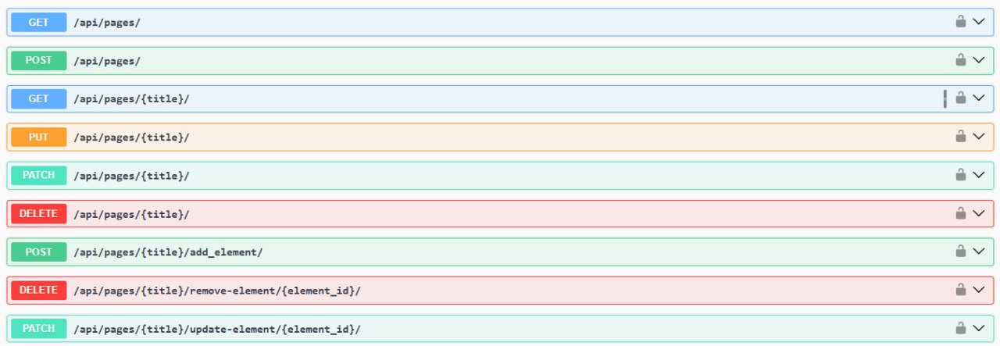 GET /api/pages/
POST /api/pages/
GET /api/pages/{title}/
PUT /api/pages/{title}/
PATCH /api/pages/{title}/
DELETE /api/pages/{title}/
POST /api/pages/{title}/add_element/
DELETE /api/pages/{title}/remove-element/{element_id}/
PATCH /api/pages/{title}/update-element/{element_id}/